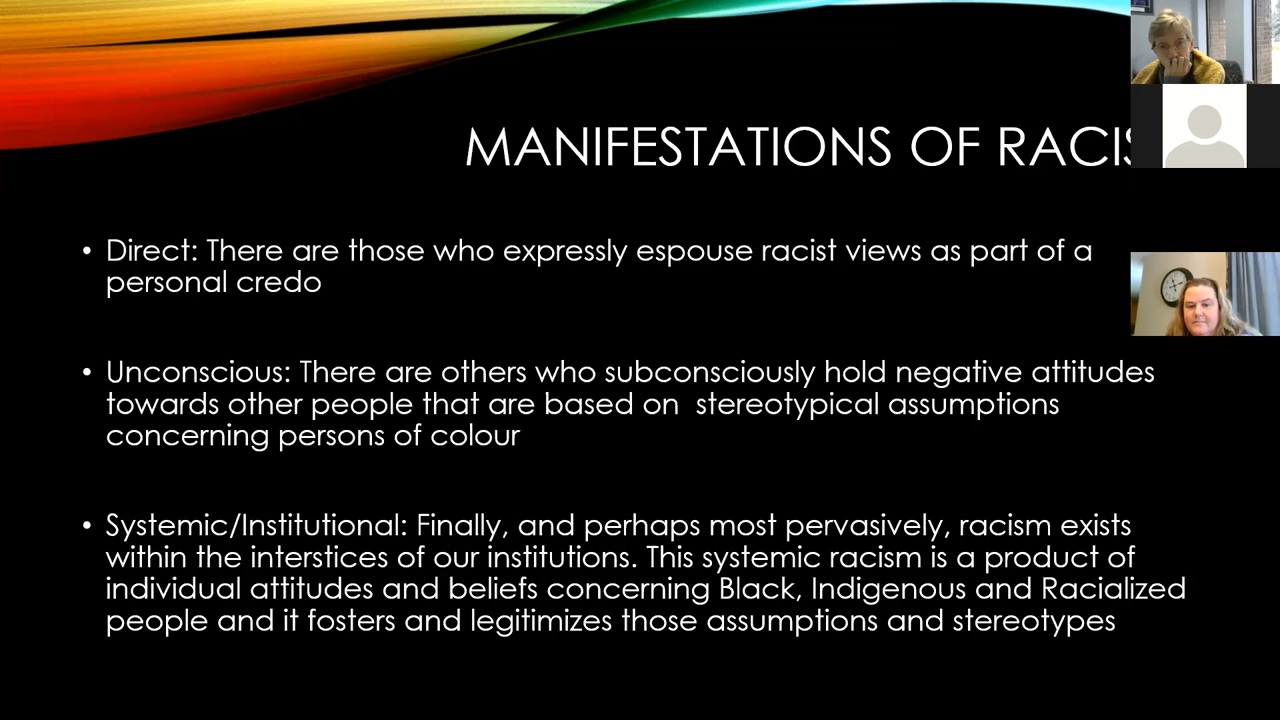 MANIFESTATIONS OF RACIS
• Direct: There are those who expressly espouse racist views as part of a
personal credo
• Unconscious: There are others who subconsciously hold negative attitudes
towards other people that are based on  stereotypical assumptions
concerning persons of colour
• Systemic/Institutional: Finally, and perhaps most pervasively, racism exists
within the interstices of our institutions. This systemic racism is a product of
individual attitudes and beliefs concerning Black, Indigenous and Racialized
people and it fosters and legitimizes those assumptions and stereotypes